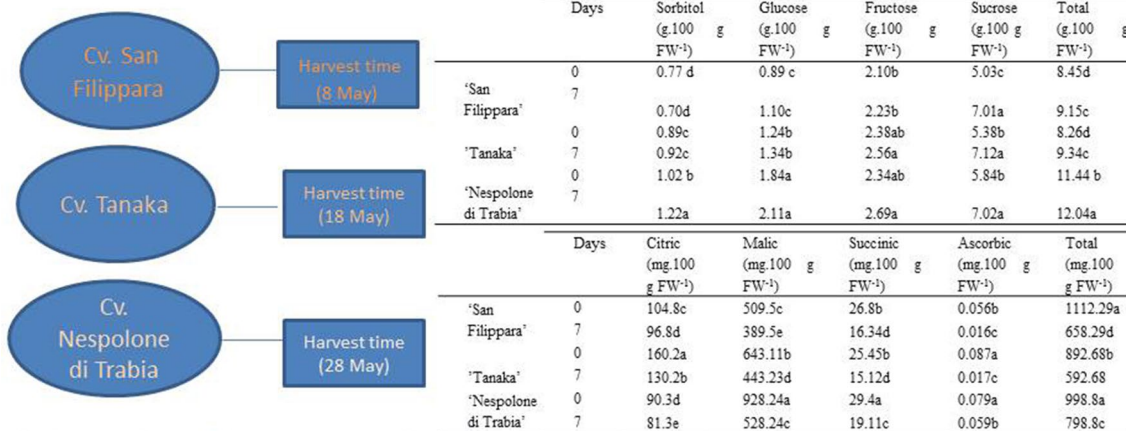 Cv. San
Filippara
Harvest time
(8 May)
Cv. Tanaka
Harvest time
(18 May)
Cv.
Nespolone
di Trabia
Harvest time
(28 May)
Days Sorbitol Glucose Fructose Sucrose Total
(g.100 g (g.100 g (g.100 g (g.100 g (g.100 g
FW-1) FW-1) FW-1) FW-1) FW-1)
0 0.77 d 0.89 c 2.10b 5.03c 8.45d
‘San 7
Filippara’ 0.70d 1.10c 2.23b 7.01a 9.15c
0 0.89c 1.24b 2.38ab 5.38b 8.26d
’Tanaka’ 7 0.92c 1.34b 2.56a 7.12a 9.34c
0 1.02 b 1.84a 2.34ab 5.84b 11.44 b
‘Nespolone 7
di Trabia’ 1.22a 2.11a 2.69a 7.02a 12.04a
Days Citric Malic Succinic Ascorbic Total
(mg.100 (mg.100 g (mg.100 g (mg.100 g (mg.100
g FW-1) FW-1) FW-1) FW-1) g FW-1)
‘San 0 104.8c 509.5c 26.8b 0.056b 1112.29a
Filippara’ 7 96.8d 389.5e 16.34d 0.016c 658.29d
0 160.2a 643.11b 25.45b 0.087a 892.68b
’Tanaka’ 7 130.2b 443.23d 15.12d 0.017c 592.68
‘Nespolone 0 90.3d 928.24a 29.4a 0.079a 998.8a
di Trabia’ 7 81.3e 528.24c 19.11c 0.059b 798.8c